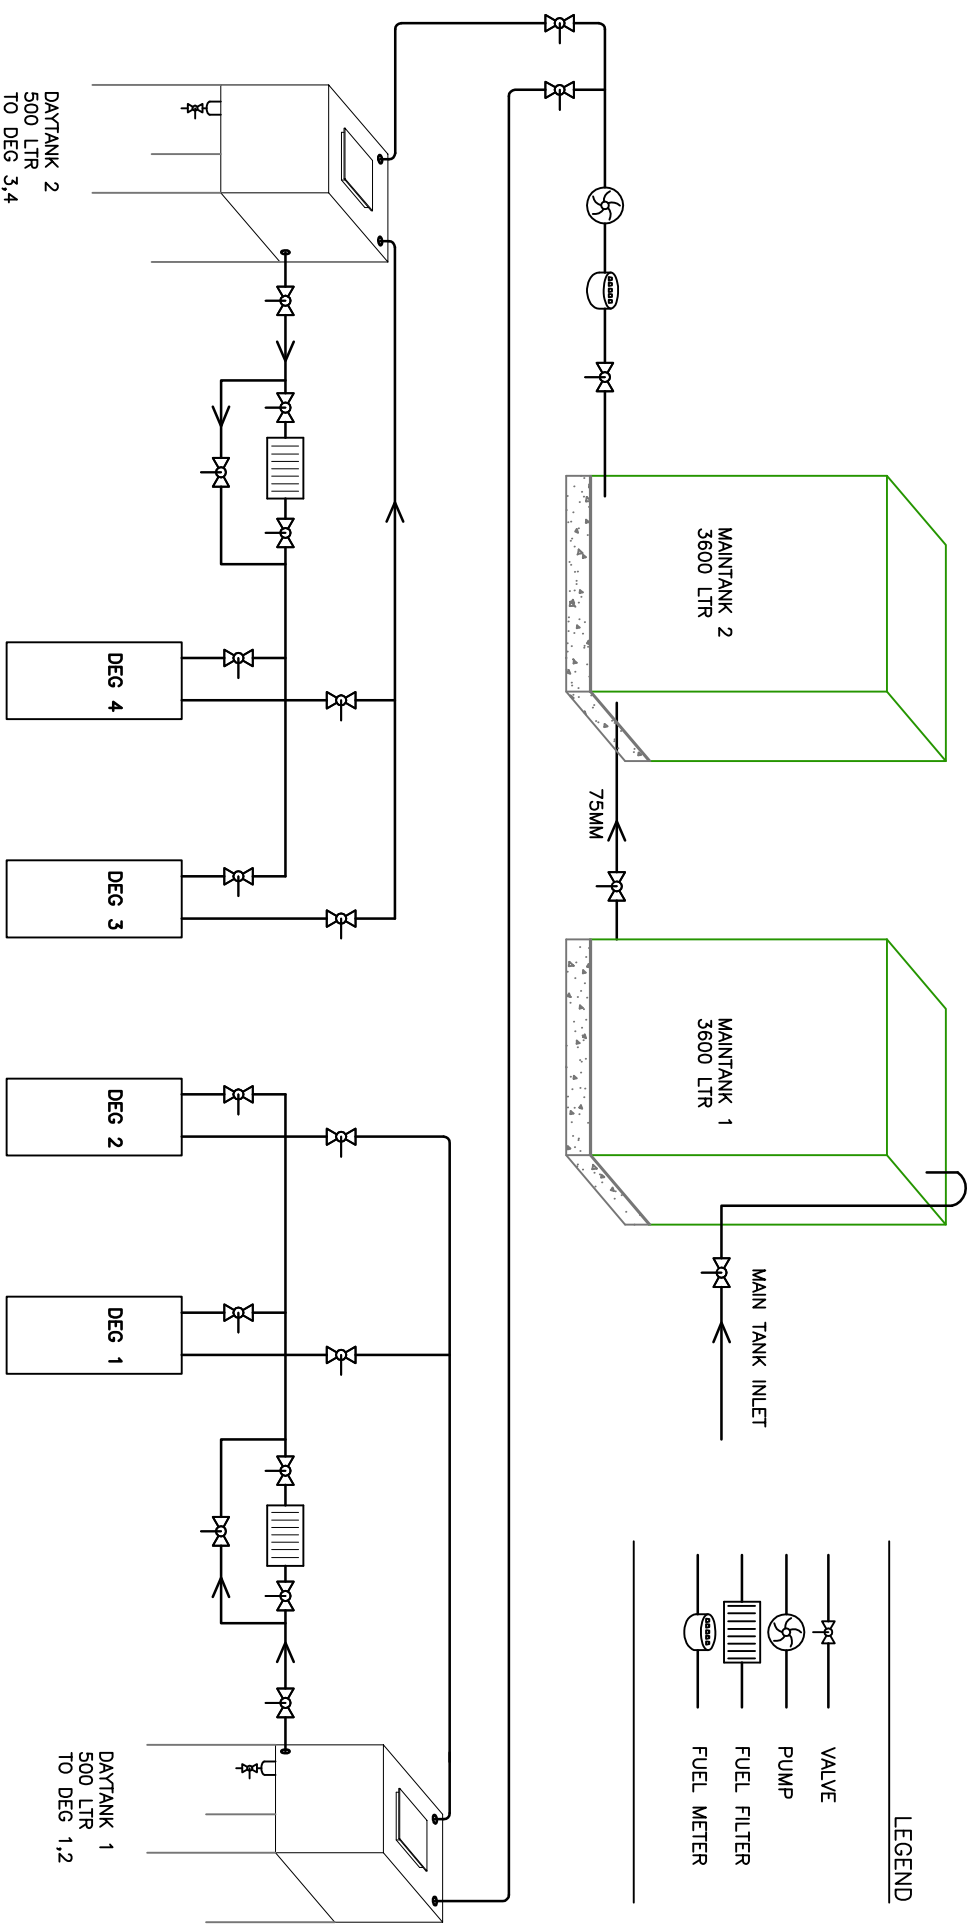 LEGEND
VALVE
PUMP
FUEL FILTER
FUEL METER
MAIN TANK INLET
MAINTANK 1
3600 LTR
75MM
MAINTANK 2
3600 LTR
DAYTANK 2
500 LTR
TO DEG 3,4
DEG 4
DEG 3
DEG 2
DEG 1
DAYTANK 1
500 LTR
TO DEG 1,2